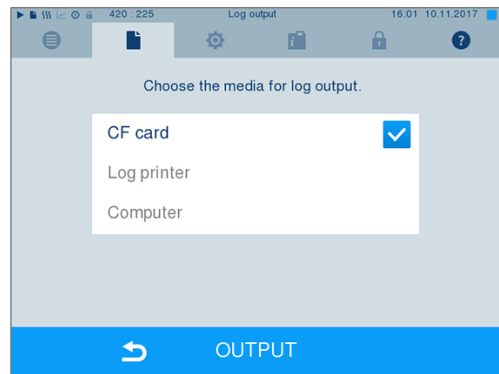 420 : 225 Log output 16:01 10.11.2017
Choose the media for log output.
CF card
Log printer
Computer
OUTPUT